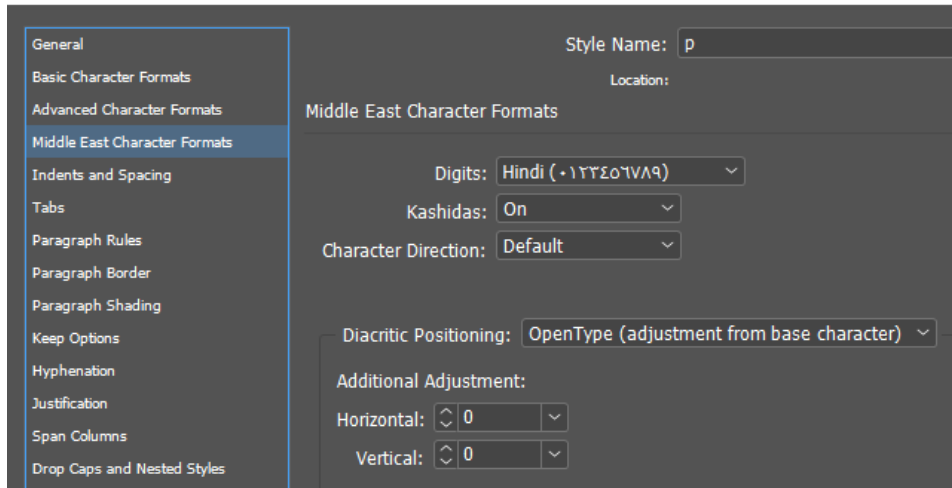 Style Name: p
Location:
General
Basic Character Formats
Advanced Character Formats
Middle East Character Formats
Indents and Spacing
Tabs
Paragraph Rules
Paragraph Border
Paragraph Shading
Keep Options
Hyphenation
Justification
Span Columns
Drop Caps and Nested Styles
Middle East Character Formats
Digits: Hindi (٠١٢٣٤٥٦٧٨٩)
Kashidas: On
Character Direction: Default
Diacritic Positioning: OpenType (adjustment from base character)
Additional Adjustment:
Horizontal: 0
Vertical: 0